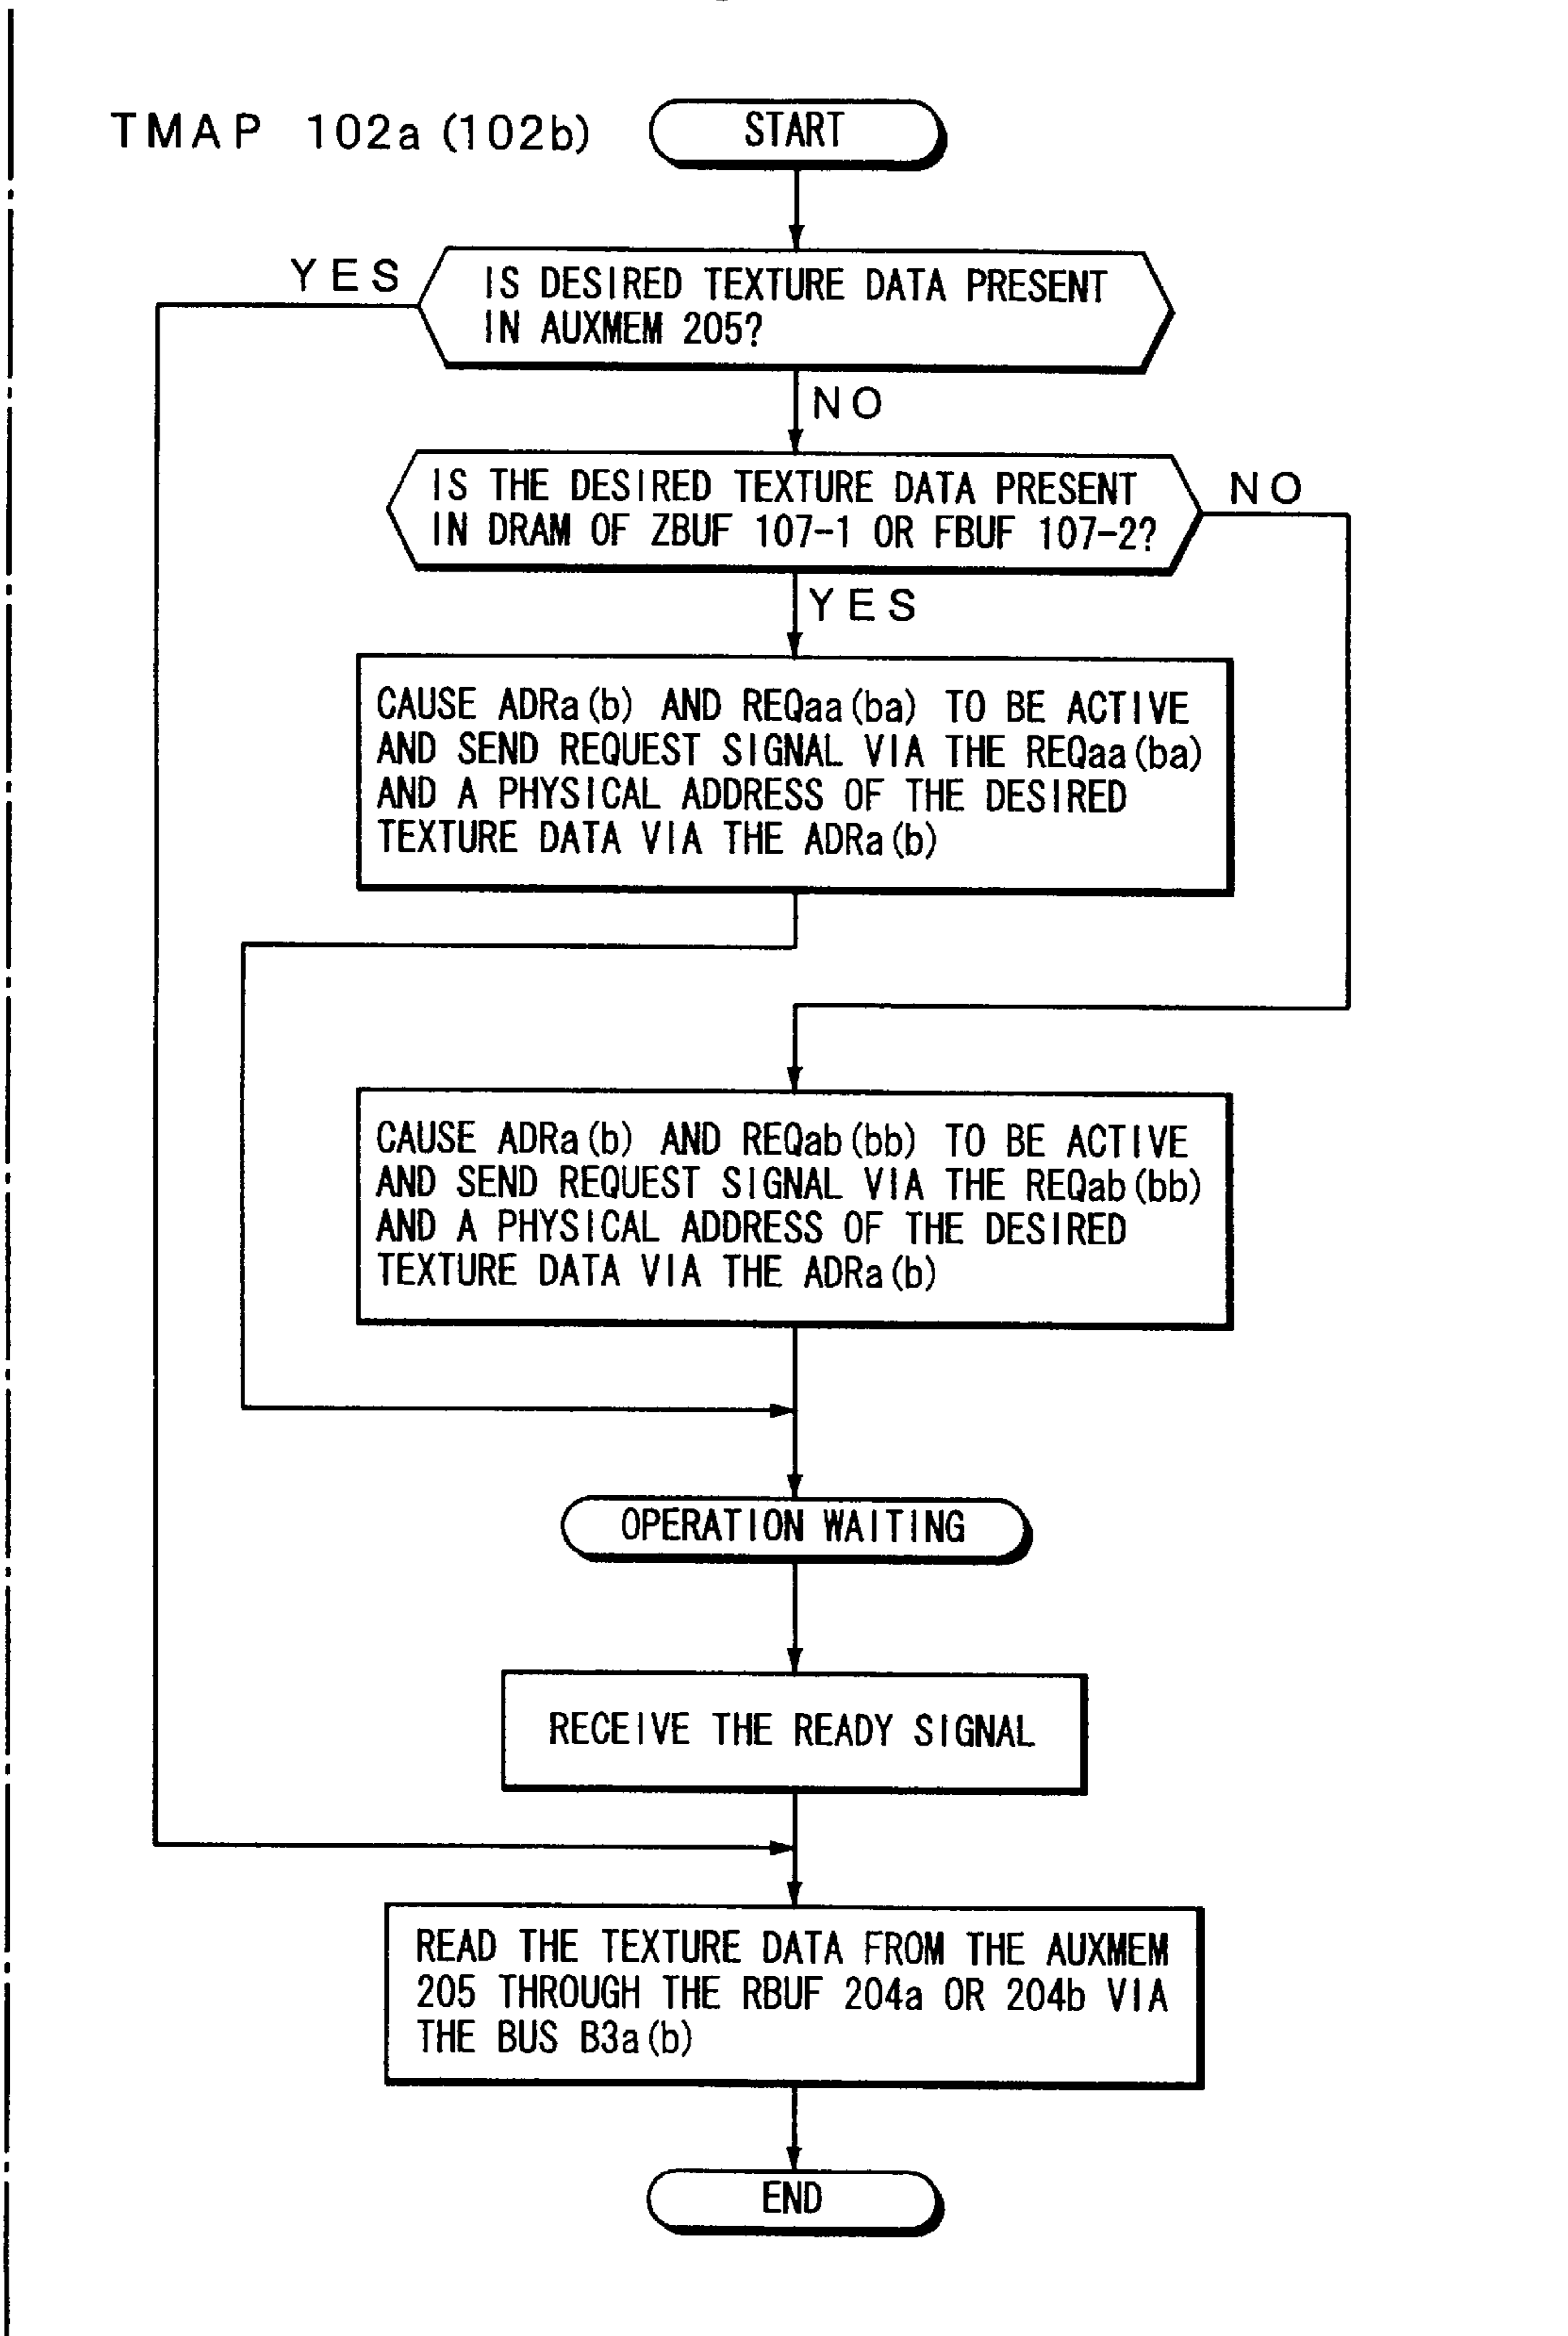 TMAP 102a (102b)
START
YES
IS DESIRED TEXTURE DATA PRESENT
IN AUXMEM 205?
NO
IS THE DESIRED TEXTURE DATA PRESENT
IN DRAM OF ZBUF 107-1 OR FBUF 107-2?
NO
YES
CAUSE ADRa(b) AND REQaa(ba) TO BE ACTIVE
AND SEND REQUEST SIGNAL VIA THE REQaa(ba)
AND A PHYSICAL ADDRESS OF THE DESIRED
TEXTURE DATA VIA THE ADRa(b)
CAUSE ADRa(b) AND REQab(bb) TO BE ACTIVE
AND SEND REQUEST SIGNAL VIA THE REQab(bb)
AND A PHYSICAL ADDRESS OF THE DESIRED
TEXTURE DATA VIA THE ADRa(b)
OPERATION WAITING
RECEIVE THE READY SIGNAL
READ THE TEXTURE DATA FROM THE AUXMEM
205 THROUGH THE RBUF 204a OR 204b VIA
THE BUS B3a(b)
END